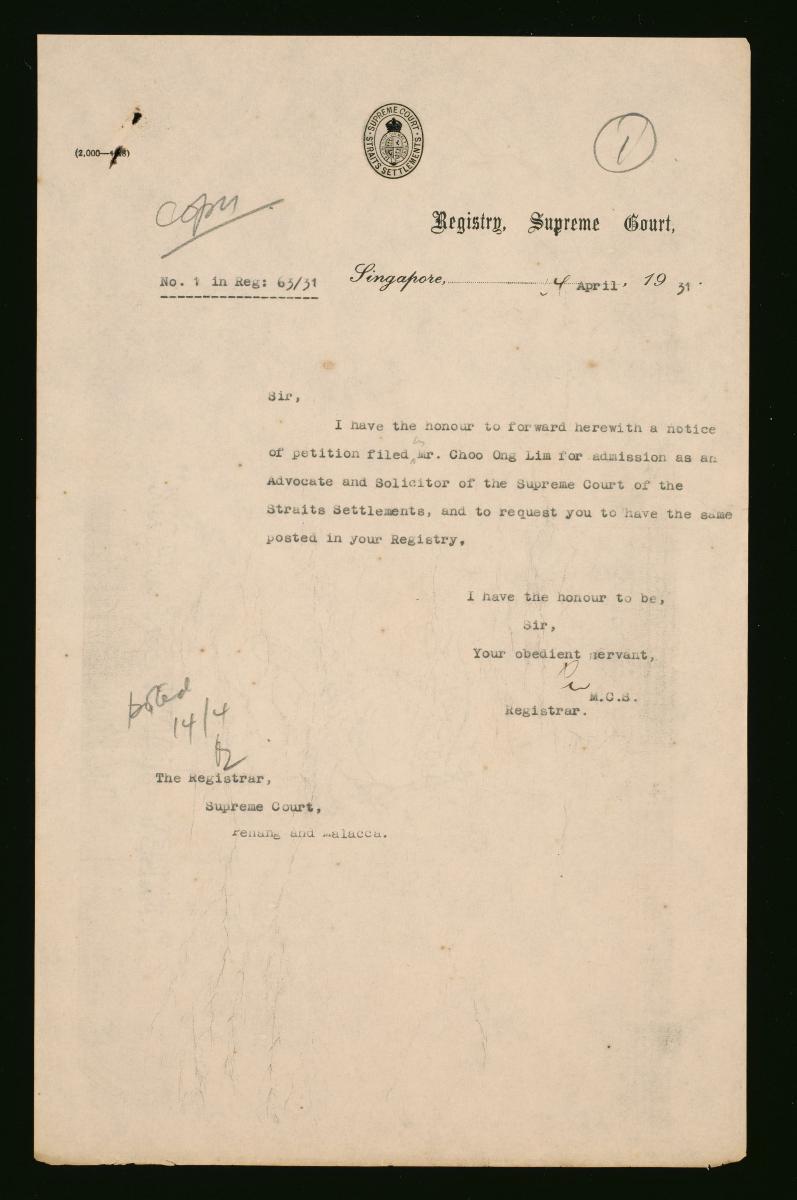 SUPREME COURT
STRAITS SETTLEMENTS
1
copy
Registry, Supreme Court,
No. 1 in Reg: 63/31
Singapore, 14 April, 1931.
Sir,
I have the honour to forward herewith a notice
of petition filed by Mr. Choo Ong Lim for admission as an
Advocate and Solicitor of the Supreme Court of the
Straits Settlements, and to request you to have the same
posted in your Registry.
I have the honour to be,
Sir,
Your obedient servant,
M.C.S.
Registrar.
posted
14/4
The Registrar,
Supreme Court,
Penang and Malacca.